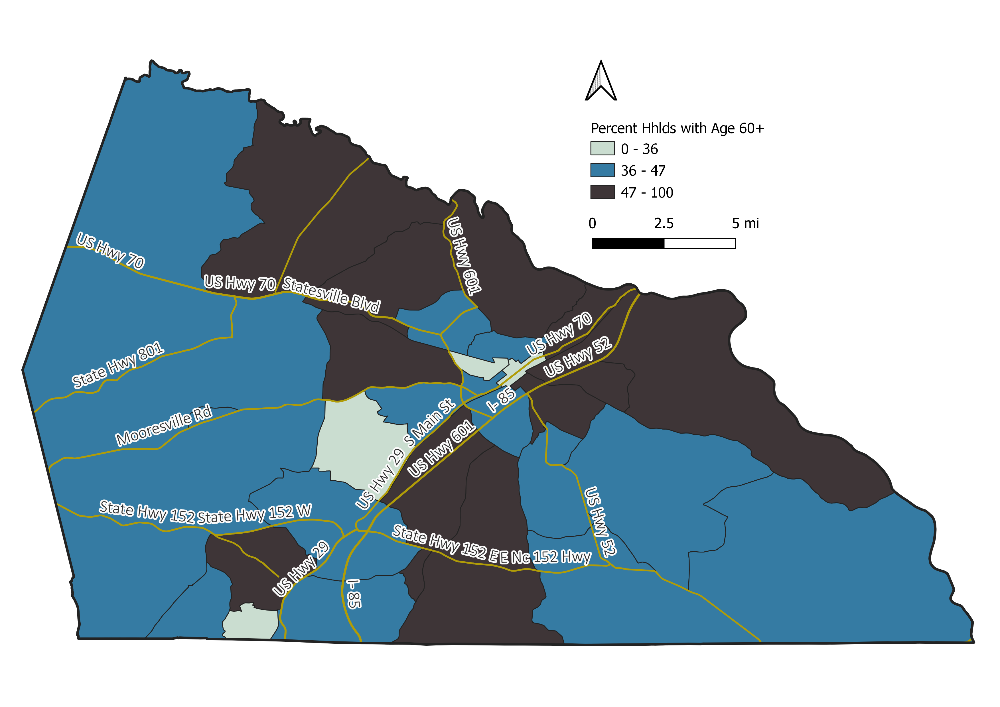 Percent Hhlds with Age 60+
0 - 36
36 - 47
47 - 100
0 2.5 5 mi
US Hwy 70
US Hwy 70
Statesville Blvd
US Hwy 601
US Hwy 70
US Hwy 52
State Hwy 801
I- 85
Mooresville Rd
S Main St
US Hwy 601
US Hwy 29
State Hwy 152
State Hwy 152 W
US Hwy 52
State Hwy 152 E
E Nc 152 Hwy
US Hwy 29
I- 85